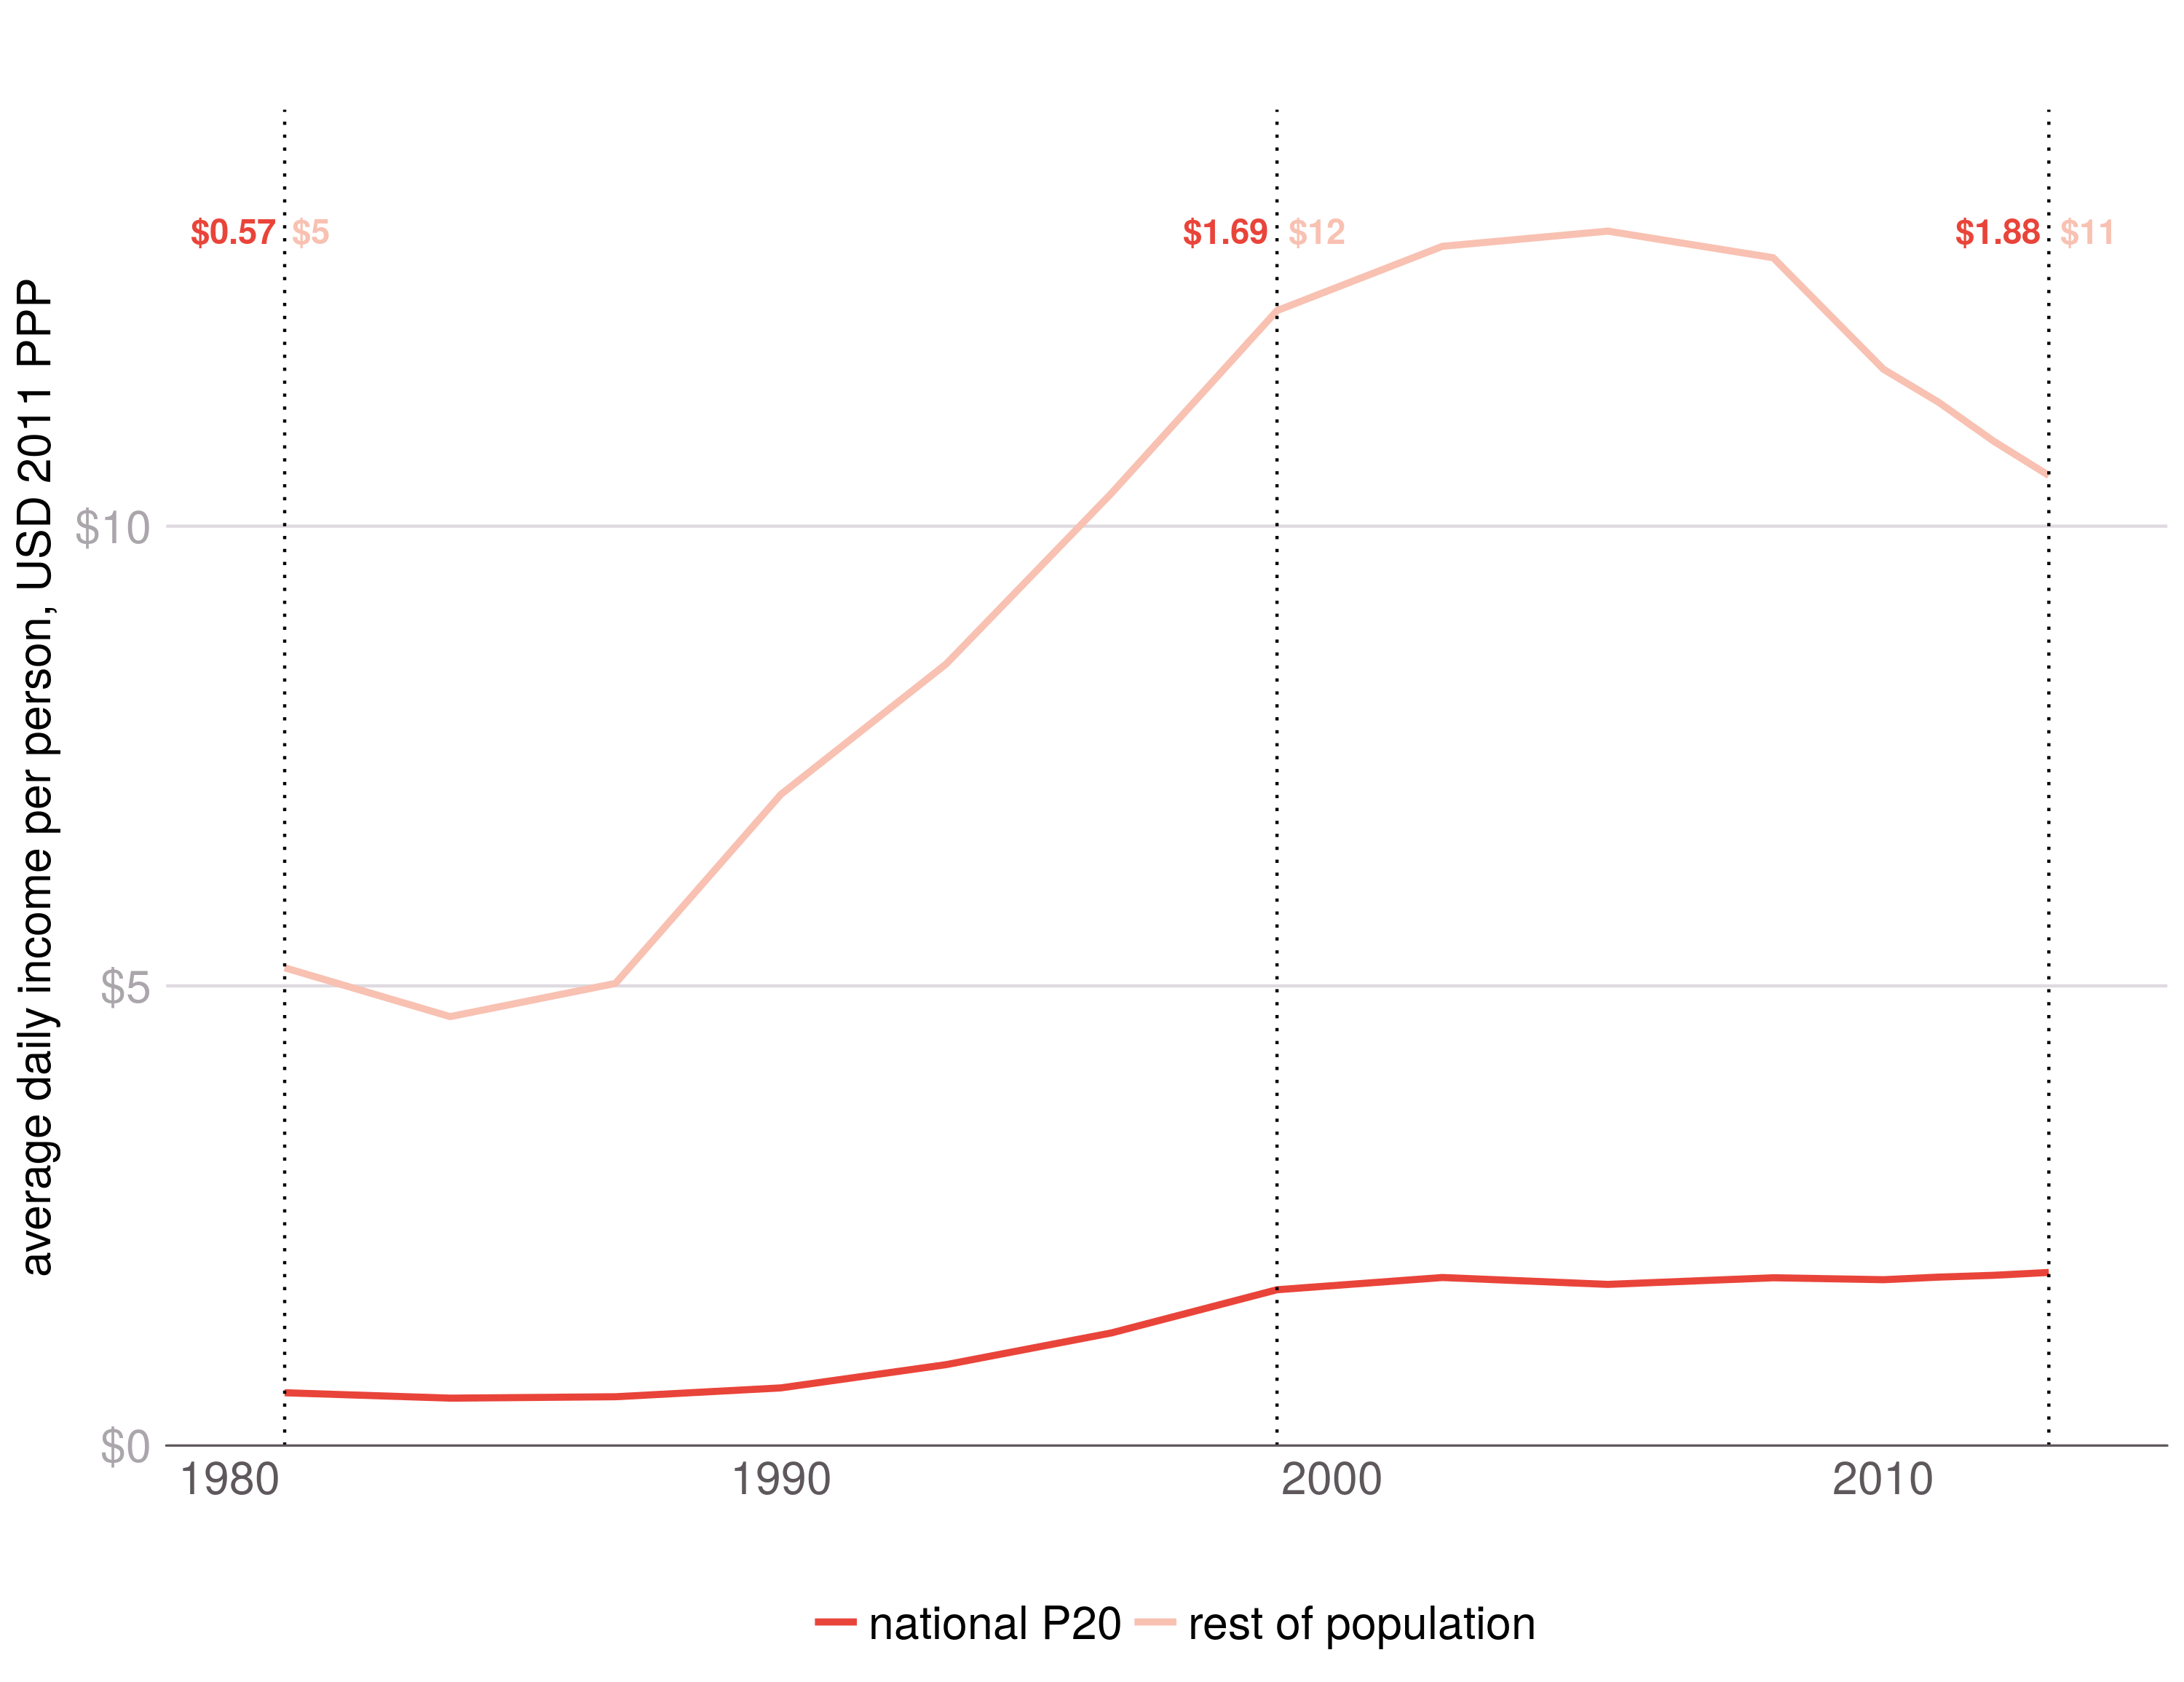 average daily income per person, USD 2011 PPP
$0.57 $5
$1.69 $12
$1.88 $11
$10
$5
$0
1980 1990 2000 2010
national P20 rest of population